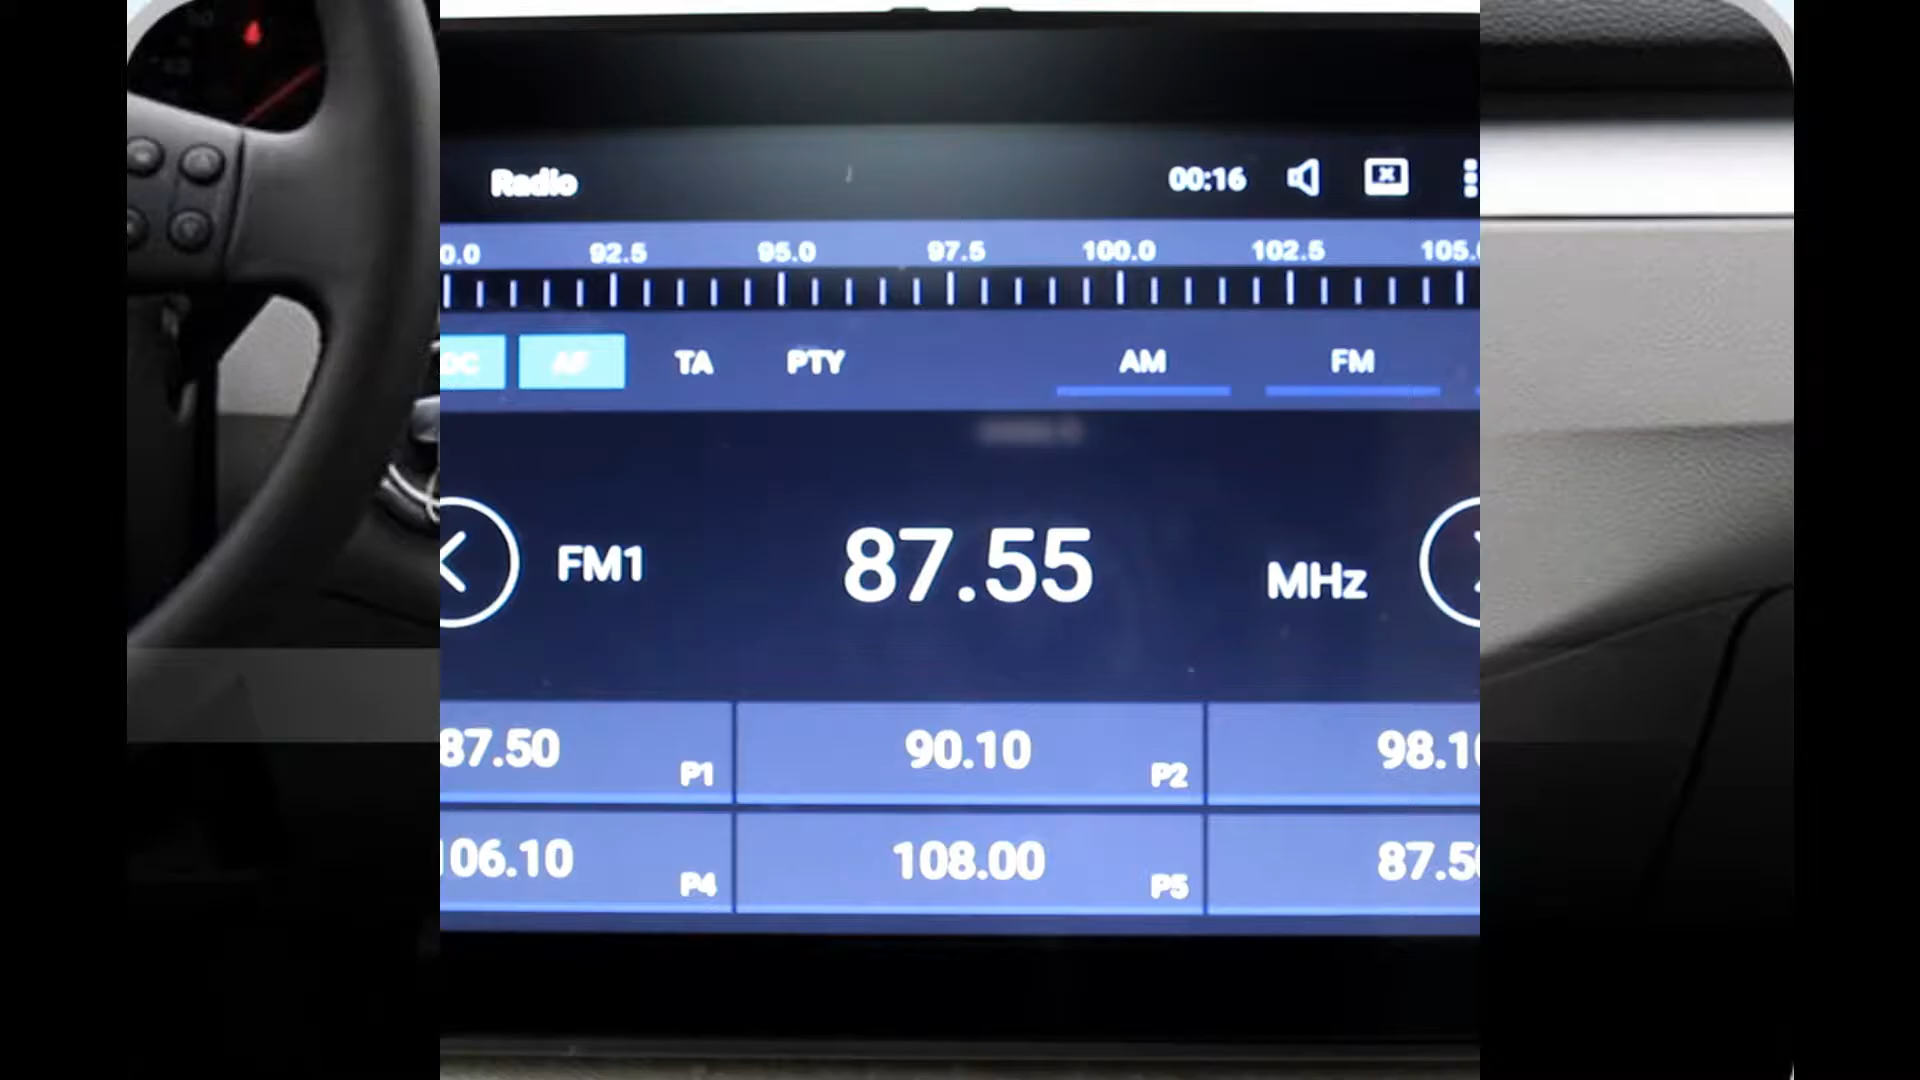 Radio 00:16
0.0 92.5 95.0 97.5 100.0 102.5 105.
AF TA PTY AM FM
FM1 87.55 MHz
87.50 P1 90.10 P2 98.10
106.10 P4 108.00 P5 87.50